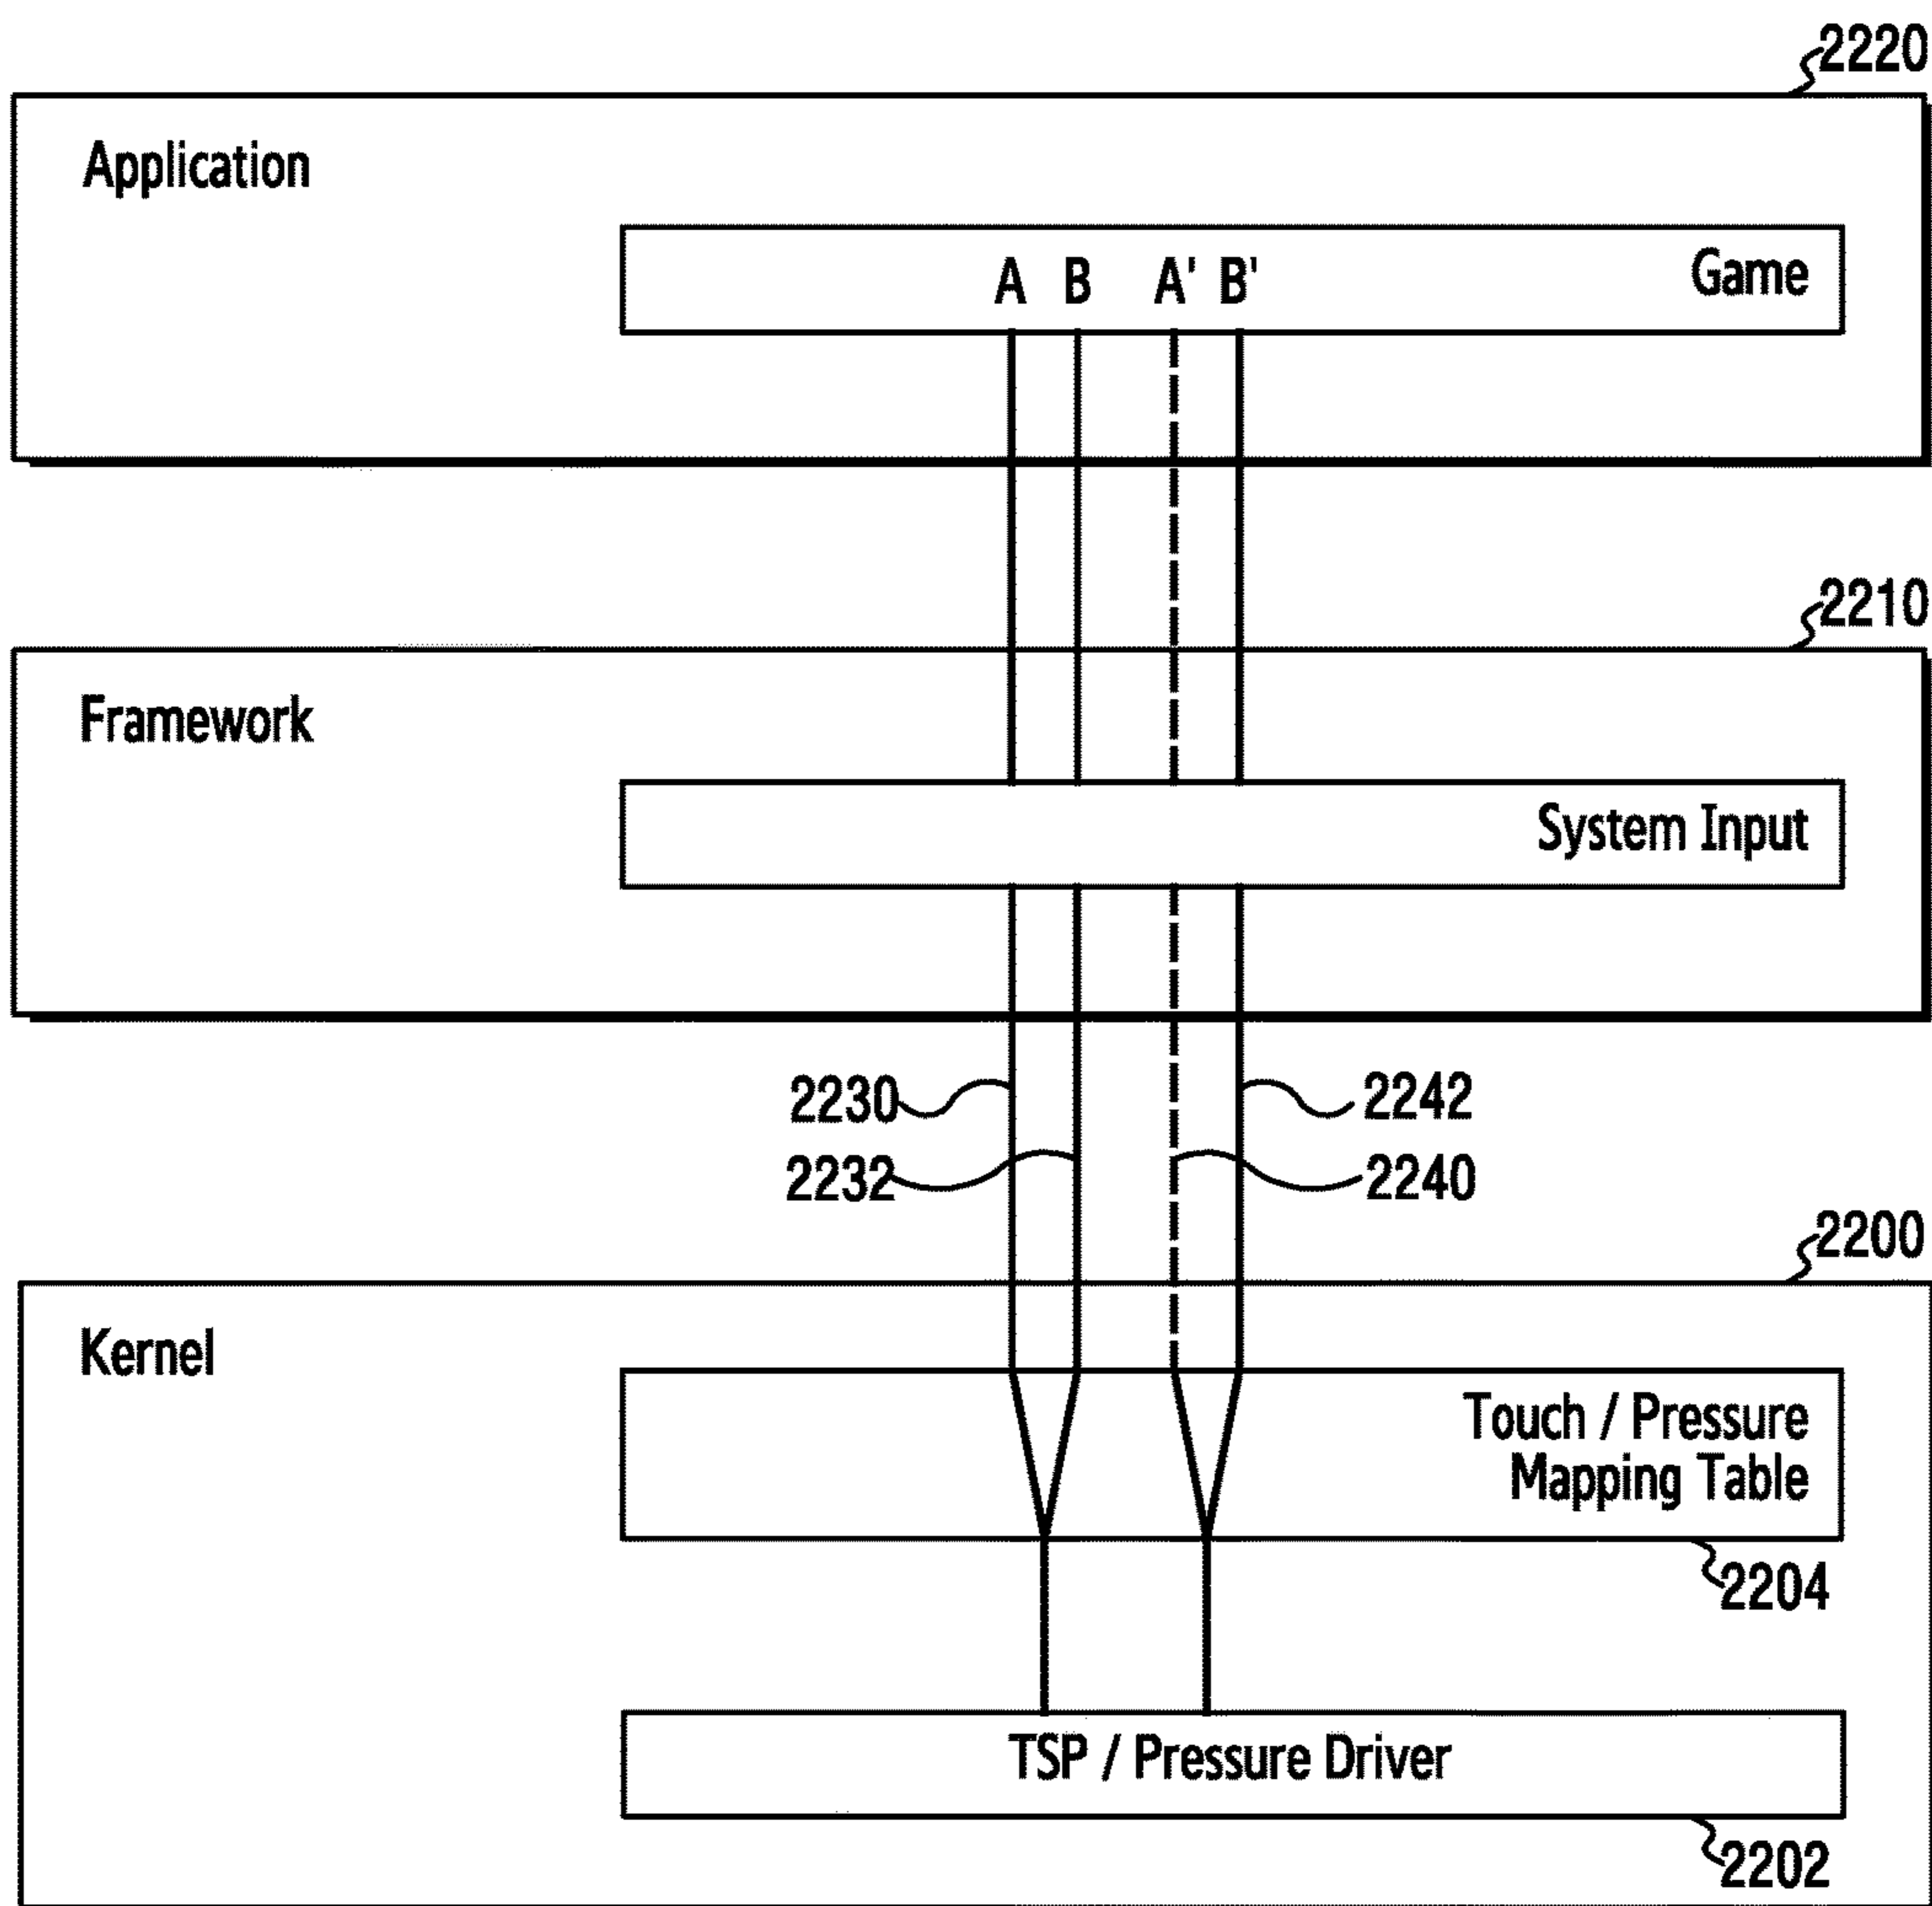 2220
Application
A B A' B' Game
2210
Framework
System Input
2230 2242
2232 2240
2200
Kernel
Touch / Pressure
Mapping Table
2204
TSP / Pressure Driver
2202